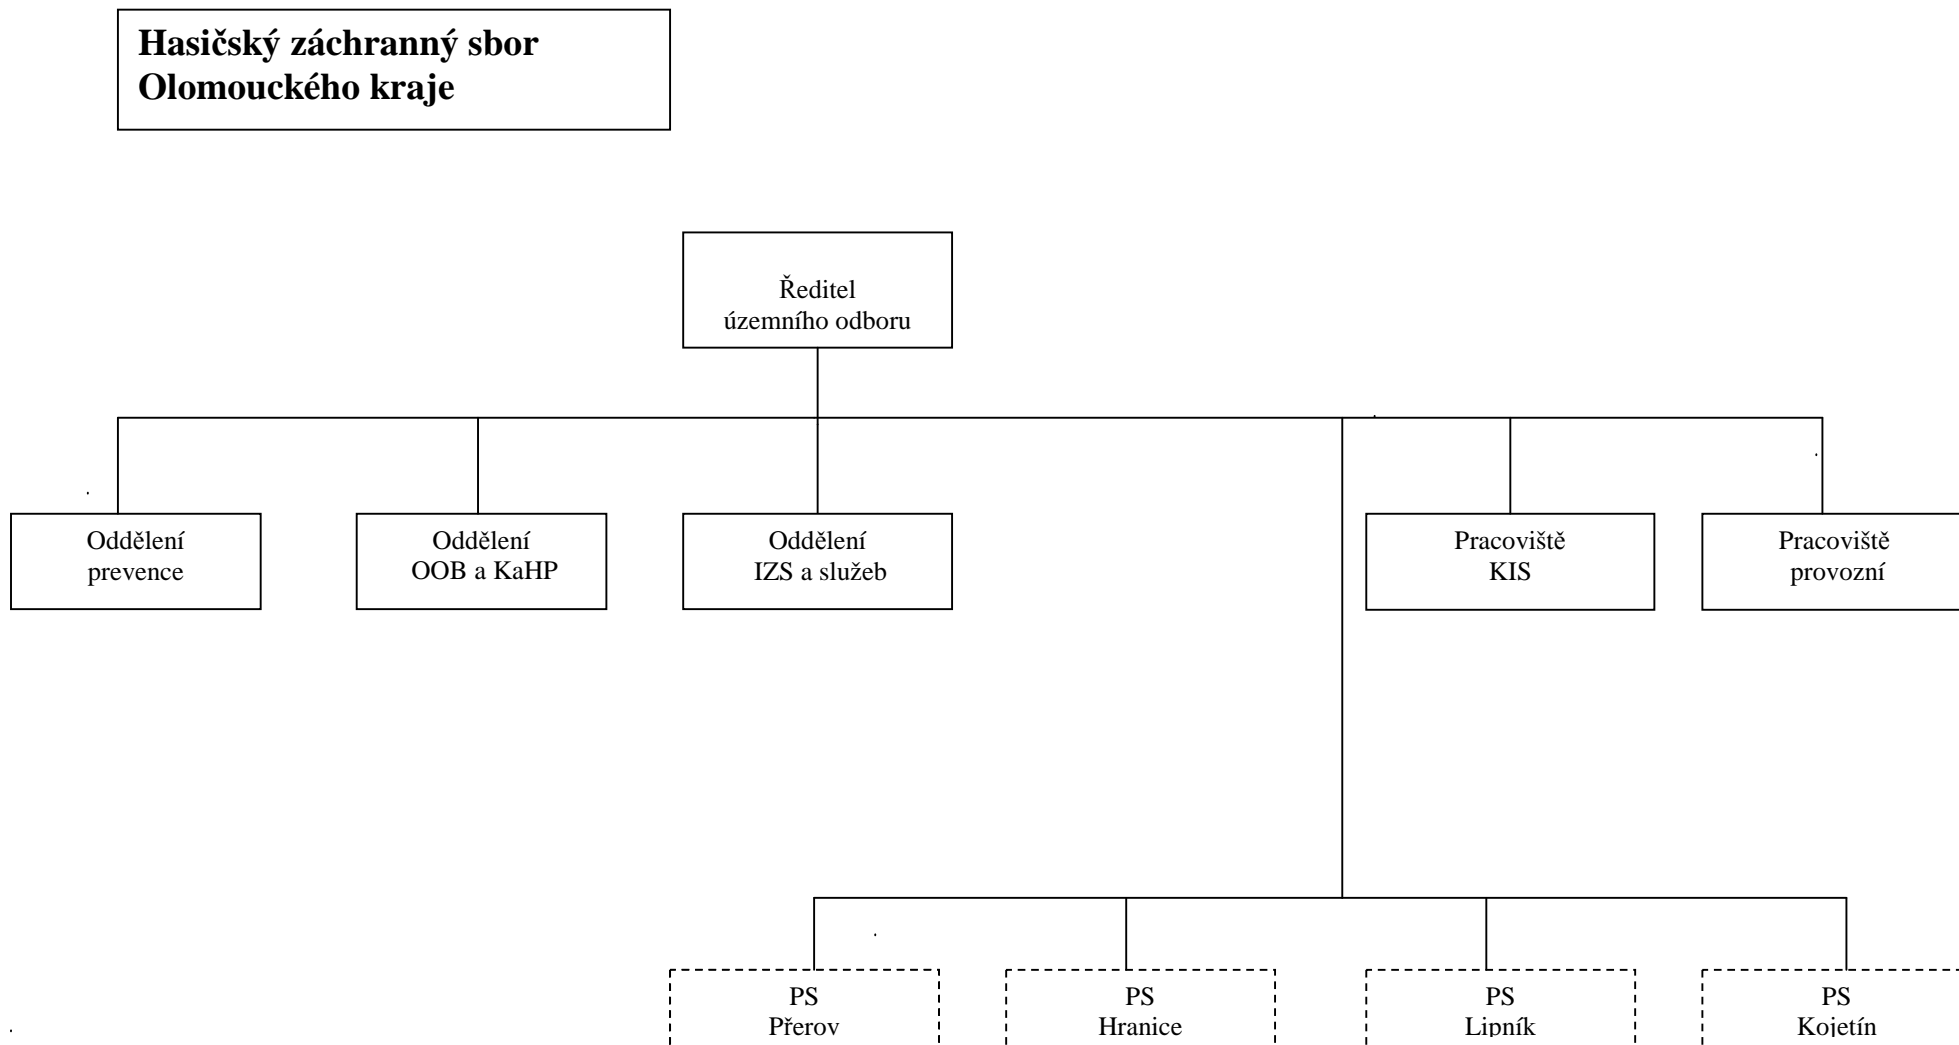 Hasičský záchranný sbor
Olomouckého kraje
Ředitel
územního odboru
Oddělení
prevence
Oddělení
OOB a KaHP
Oddělení
IZS a služeb
Pracoviště
KIS
Pracoviště
provozní
PS
Přerov
PS
Hranice
PS
Lipník
PS
Kojetín